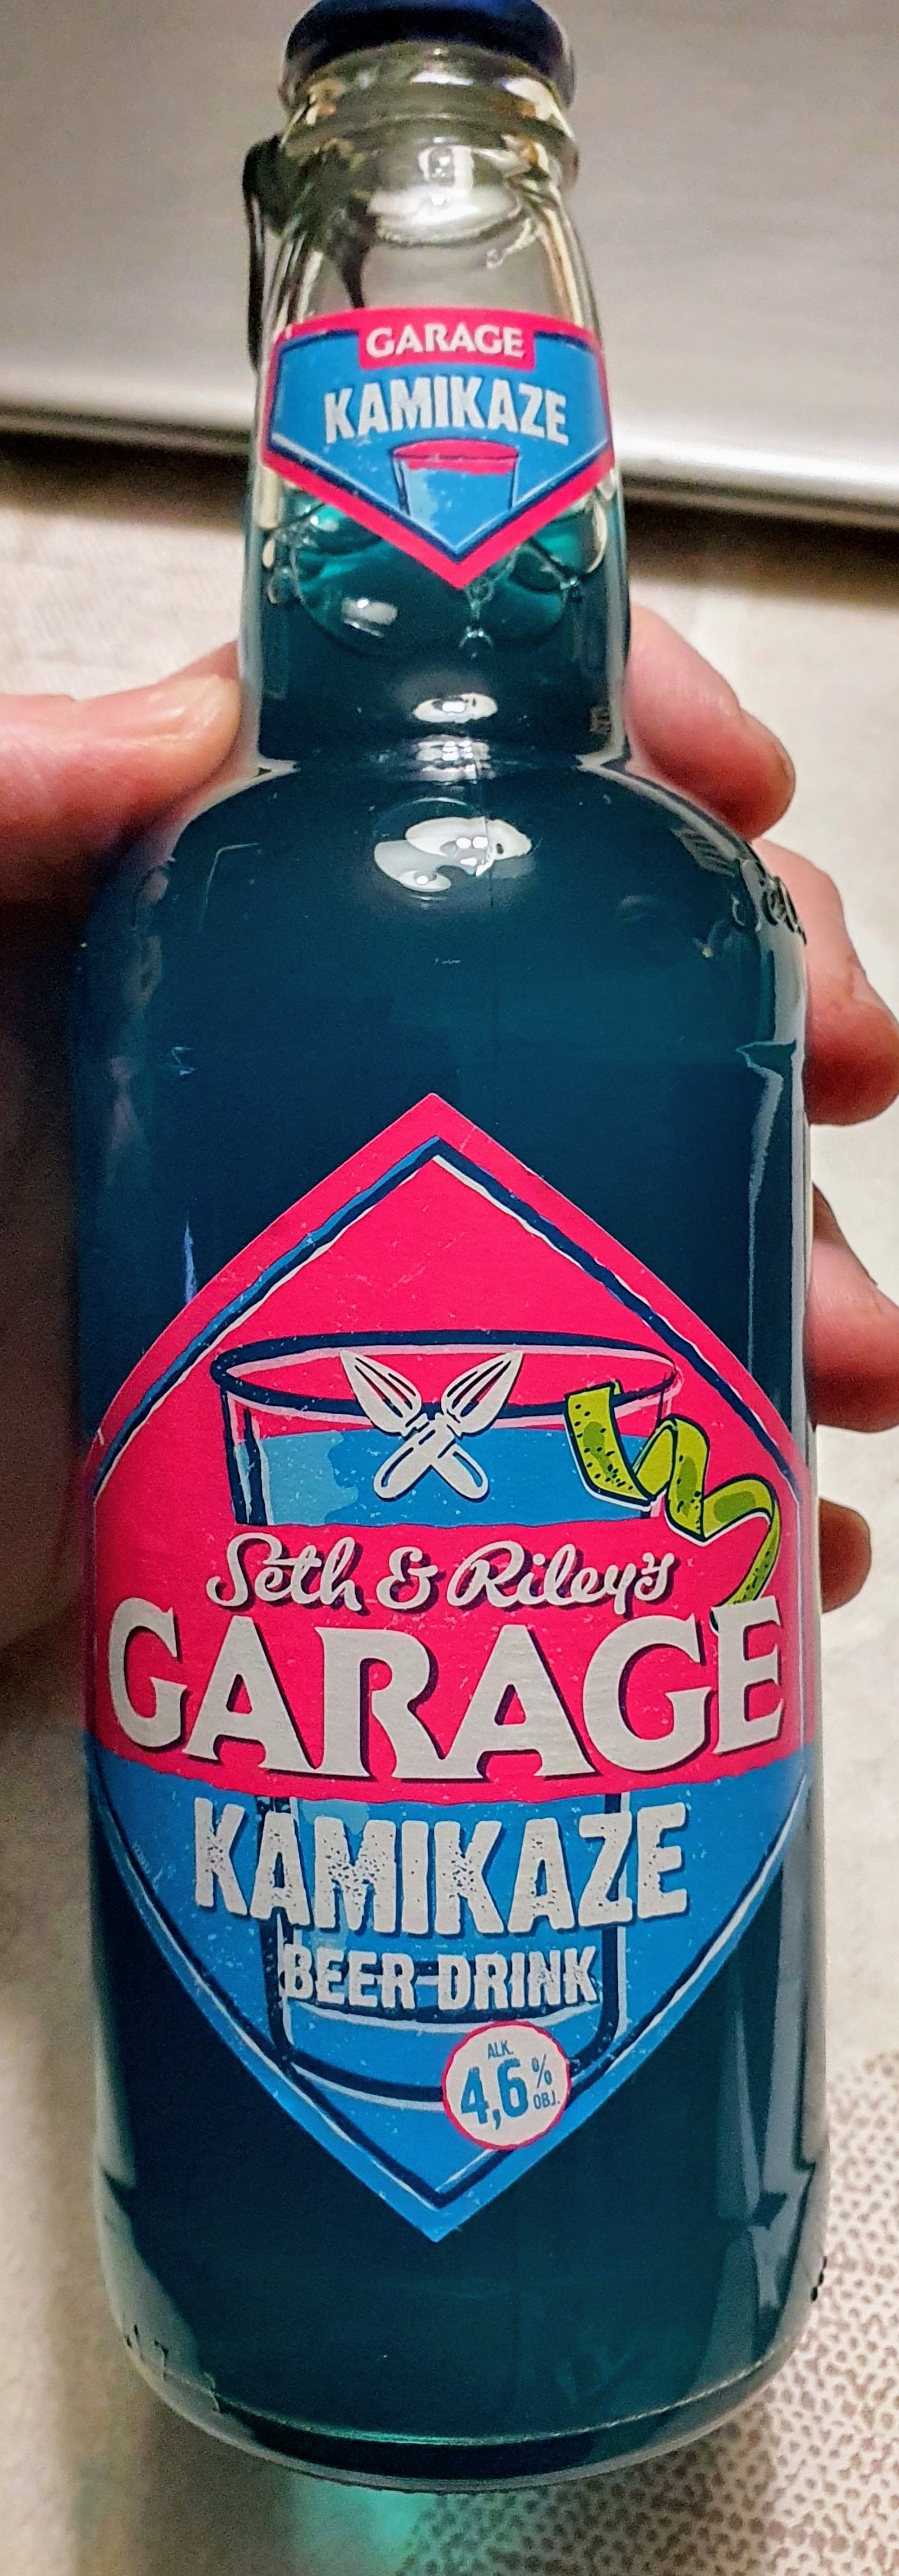 GARAGE
KAMIKAZE
Seth & Riley's
GARAGE
KAMIKAZE
BEER-DRINK
ALK.
4,6%
OBJ.